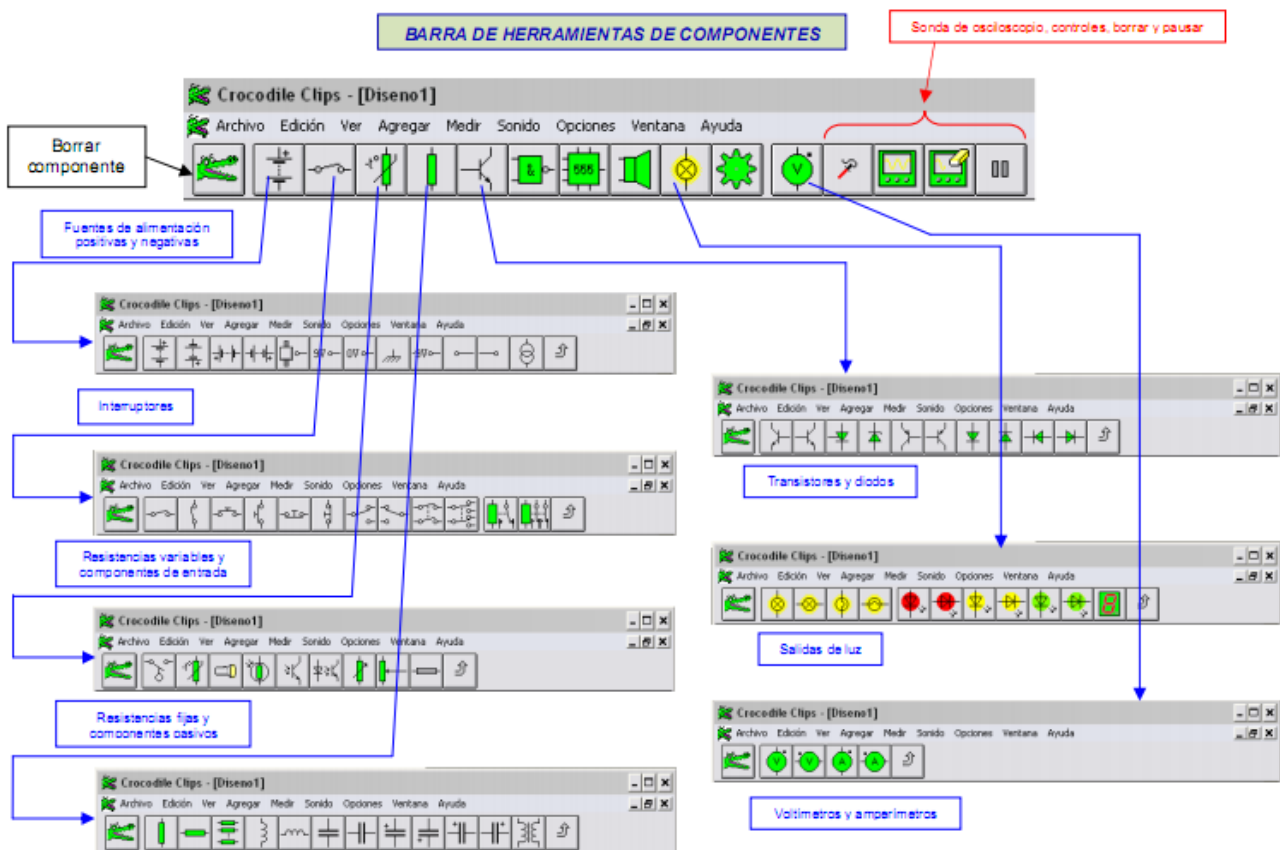 BARRA DE HERRAMIENTAS DE COMPONENTES
Sonda de osciloscopio, controles, borrar y pausar
Crocodile Clips - [Diseno1]
Archivo Edición Ver Agregar Medir Sonido Opciones Ventana Ayuda
Borrar
componente
&
555
V
Fuentes de alimentación
positivas y negativas
Crocodile Clips - [Diseno1]
Archivo Edición Ver Agregar Medir Sonido Opciones Ventana Ayuda
9V 0V -9V
Interruptores
Crocodile Clips - [Diseno1]
Archivo Edición Ver Agregar Medir Sonido Opciones Ventana Ayuda
Transistores y diodos
Crocodile Clips - [Diseno1]
Archivo Edición Ver Agregar Medir Sonido Opciones Ventana Ayuda
Resistencias variables y
componentes de entrada
Crocodile Clips - [Diseno1]
Archivo Edición Ver Agregar Medir Sonido Opciones Ventana Ayuda
8
Salidas de luz
Crocodile Clips - [Diseno1]
Archivo Edición Ver Agregar Medir Sonido Opciones Ventana Ayuda
Resistencias fijas y
componentes pasivos
Crocodile Clips - [Diseno1]
Archivo Edición Ver Agregar Medir Sonido Opciones Ventana Ayuda
V V A A
Voltímetros y amperímetros
Crocodile Clips - [Diseno1]
Archivo Edición Ver Agregar Medir Sonido Opciones Ventana Ayuda